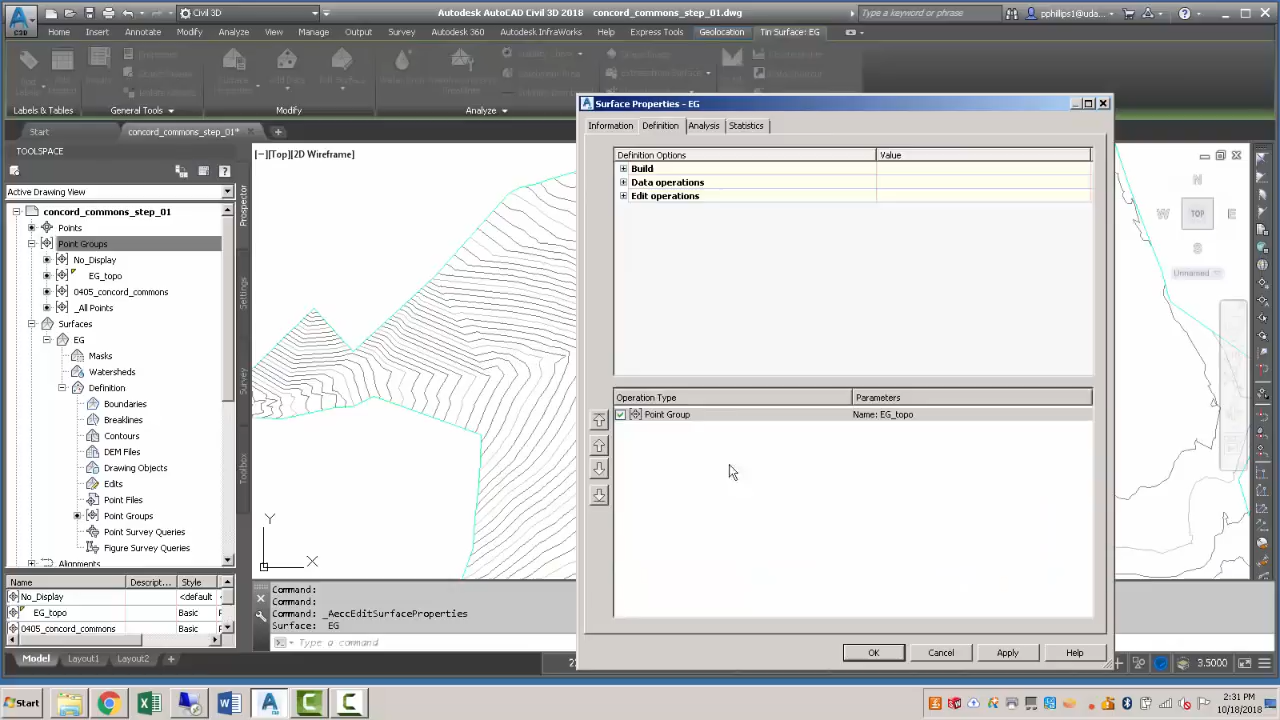 C3D
Civil 3D
Autodesk AutoCAD Civil 3D 2018 concord_commons_step_01.dwg
Type a keyword or phrase
pphillips1@uda...
Home Insert Annotate Modify Analyze View Manage Output Survey Autodesk 360 Autodesk InfraWorks Help Express Tools Geolocation Tin Surface: EG
Labels & Tables General Tools Modify Analyze
Start concord_commons_step_01*
TOOLSPACE
[−][Top][2D Wireframe]
Active Drawing View
concord_commons_step_01
Points
Point Groups
No_Display
EG_topo
0405_concord_commons
_All Points
Surfaces
EG
Masks
Watersheds
Definition
Boundaries
Breaklines
Contours
DEM Files
Drawing Objects
Edits
Point Files
Point Groups
Point Survey Queries
Figure Survey Queries
Alignments
Prospector
Settings
Survey
Toolbox
Name Descript... Style
No_Display <default
EG_topo Basic
0405_concord_commons Basic
Surface Properties - EG
Information Definition Analysis Statistics
Definition Options Value
Build
Data operations
Edit operations
Operation Type Parameters
Point Group Name: EG_topo
OK Cancel Apply Help
N
W TOP E
S
Unnamed
Y
X
Command:
Command:
Command: _AeccEditSurfaceProperties
Surface: EG
Type a command
Model Layout1 Layout2
3.5000
Start
2:31 PM
10/18/2018